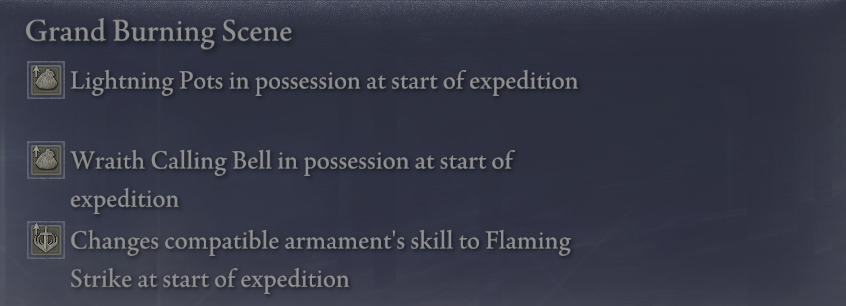 Grand Burning Scene
Lightning Pots in possession at start of expedition
Wraith Calling Bell in possession at start of
expedition
Changes compatible armament's skill to Flaming
Strike at start of expedition